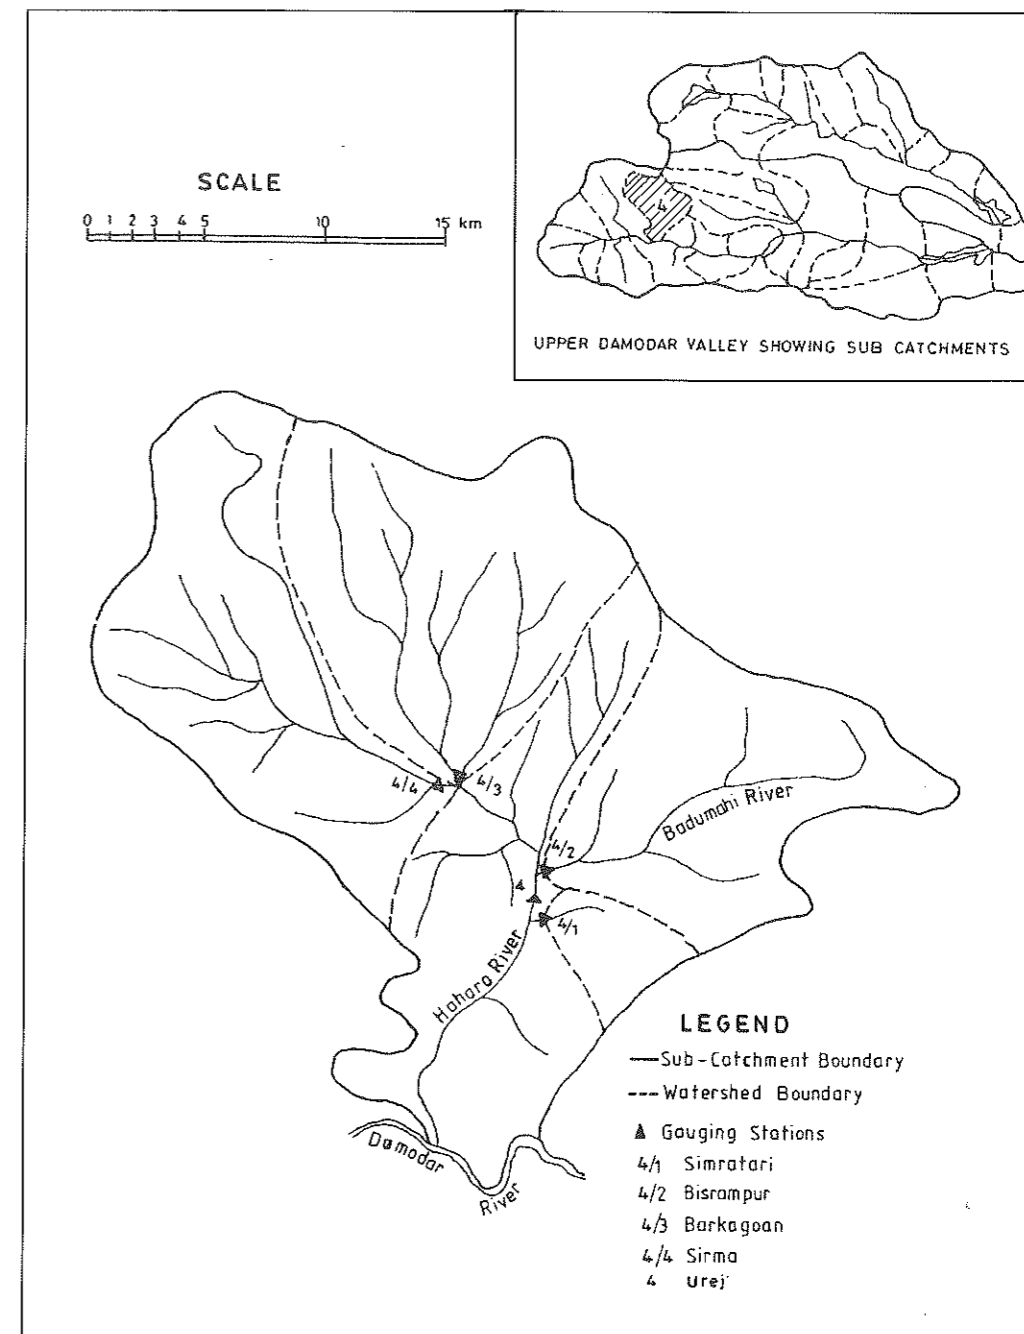 SCALE
0 1 2 3 4 5 10 15 km
4
UPPER DAMODAR VALLEY SHOWING SUB CATCHMENTS
4/4
4/3
Badumahi River
4/2
4
4/1
Haharo River
Damodar
River
LEGEND
Sub-Catchment Boundary
Watershed Boundary
Gauging Stations
4/1 Simratari
4/2 Bisrampur
4/3 Barkagoan
4/4 Sirma
4 Urej